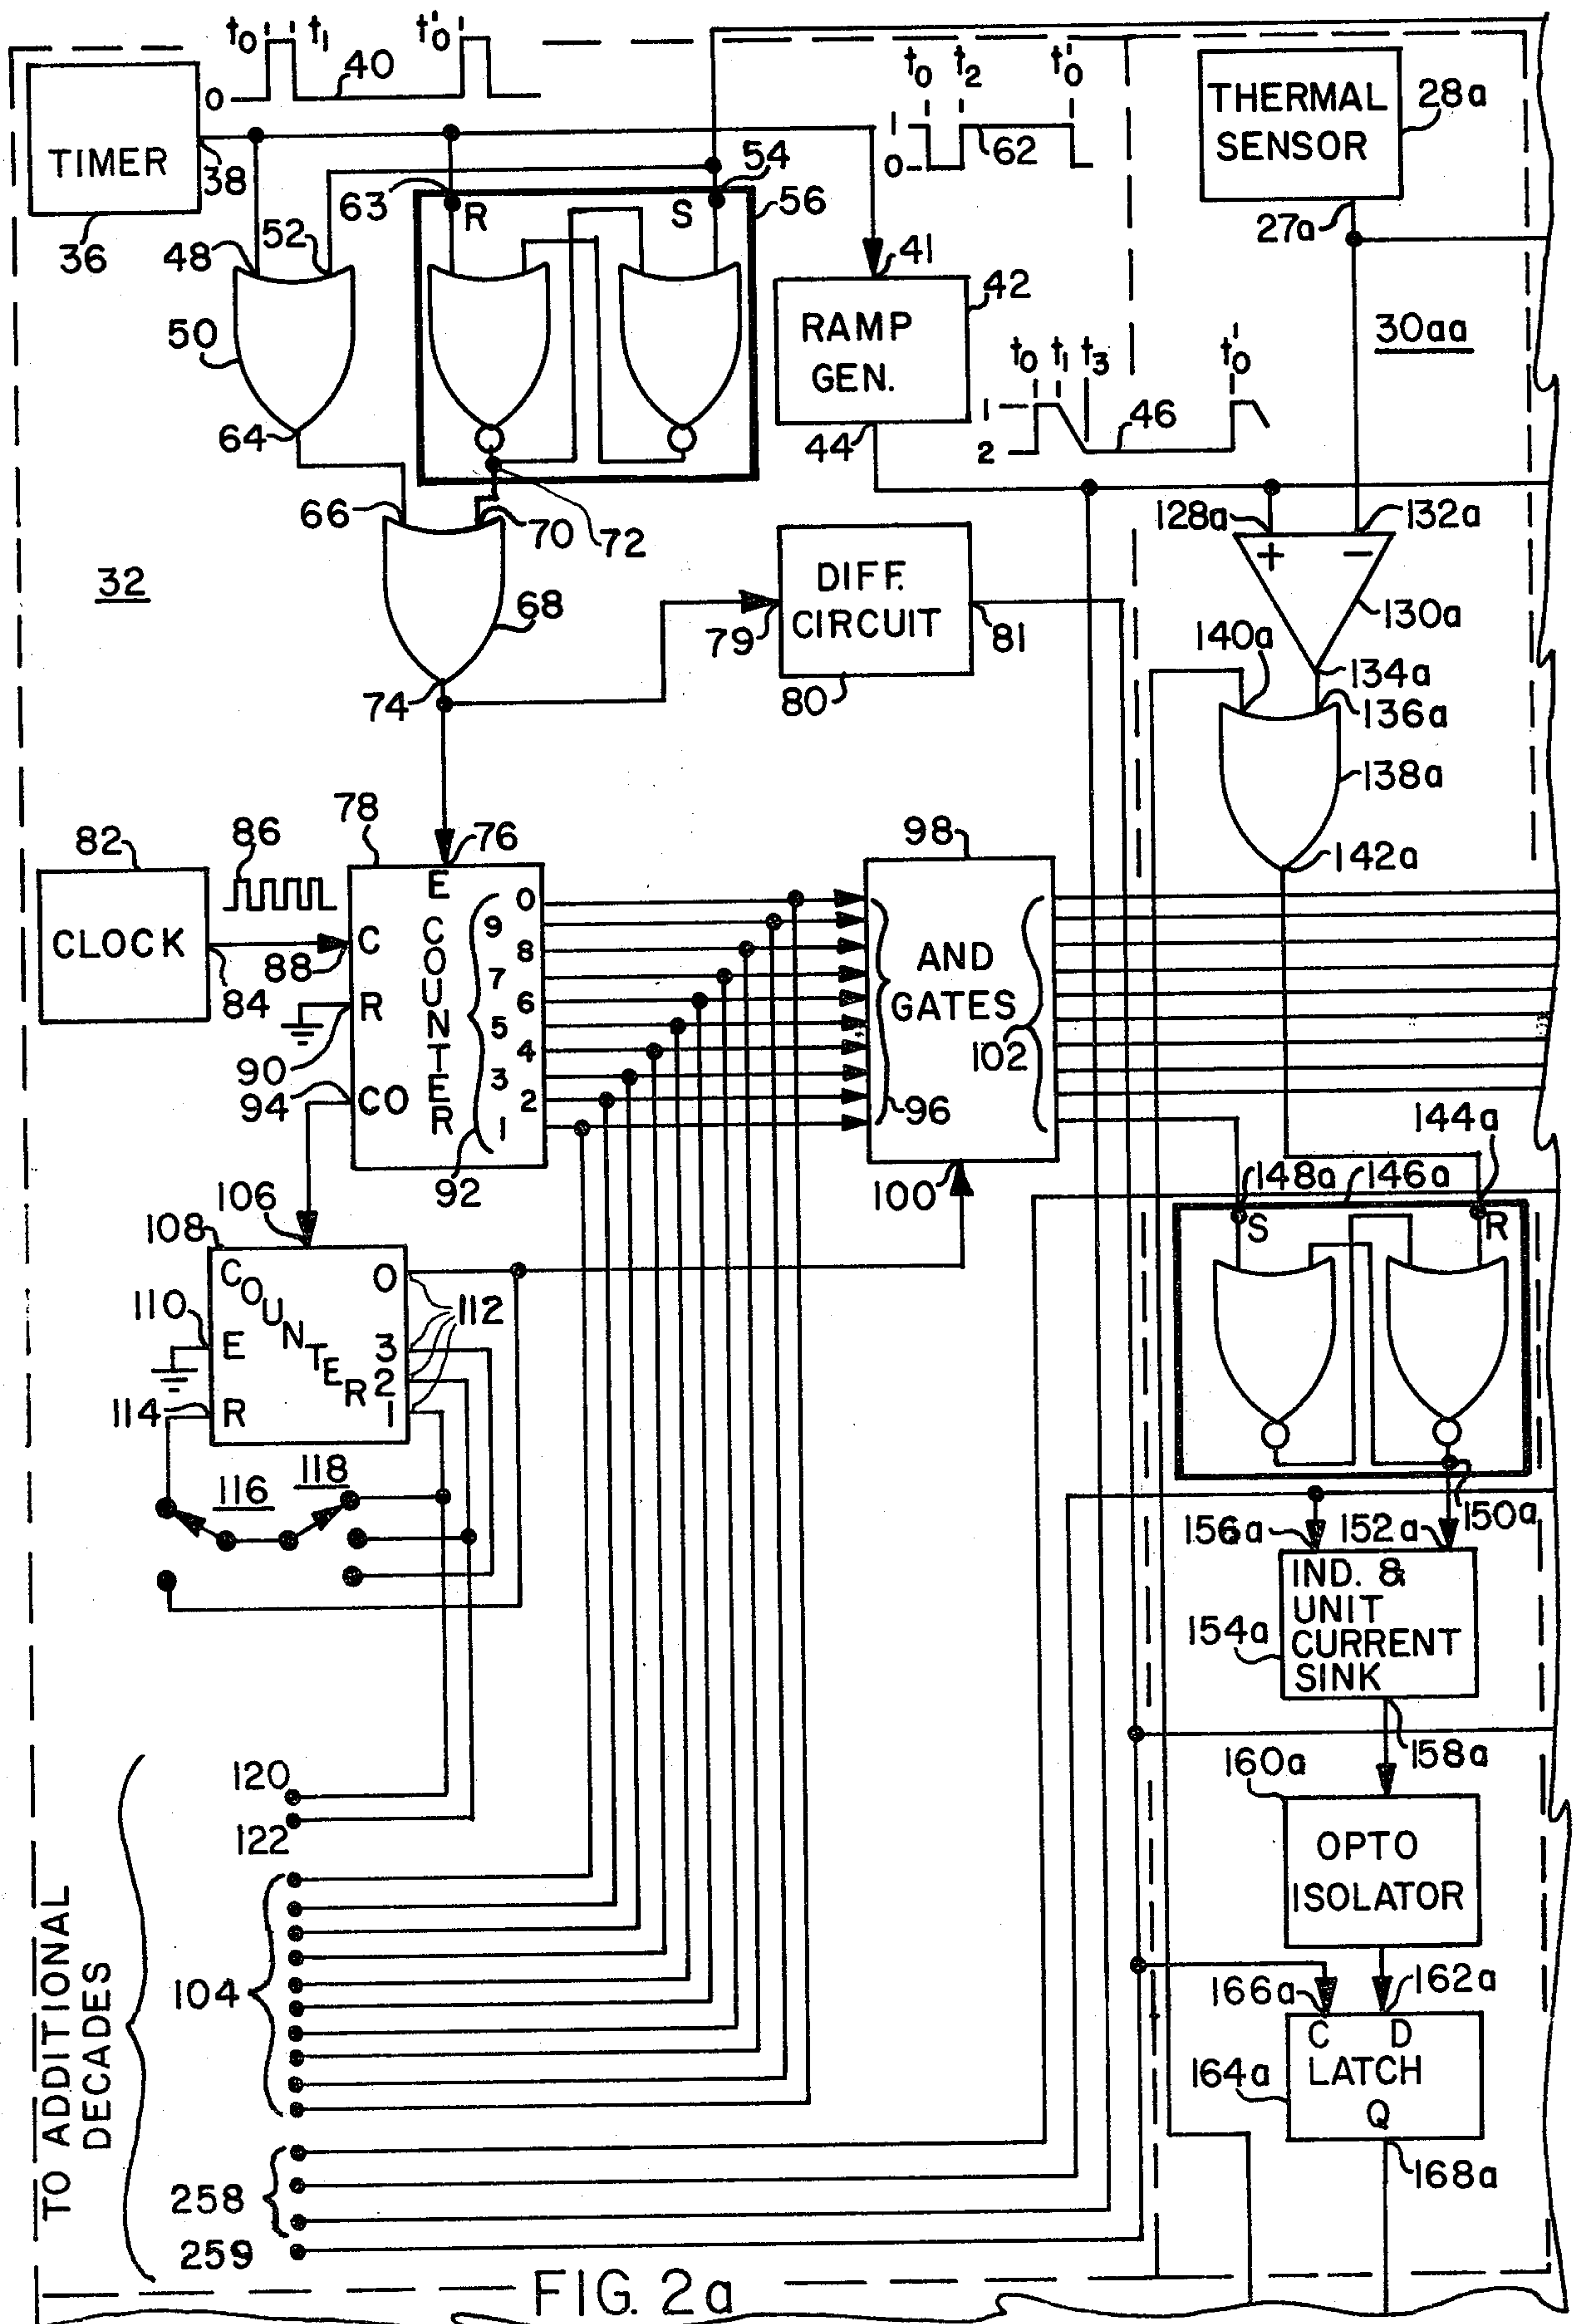 t0 t1 t'0
40
0
TIMER
38
36
t0 t2 t'0
1
0
62
THERMAL
SENSOR
28a
27a
30aa
54
63
R
S
56
52
48
50
64
41
42
RAMP
GEN.
44
t0 t1 t3 t'0
1
2
46
66
70
72
32
68
74
79
DIFF.
CIRCUIT
81
80
128a
132a
+
−
130a
140a
134a
136a
138a
142a
82
86
78
76
98
CLOCK
84
88
90
94
E
C
R
CO
COUNTER
0
9
8
7
6
5
4
3
2
1
92
AND
GATES
96
102
100
144a
148a
146a
S
R
106
108
110
114
COUNTER
E
R
0
3
2
1
112
116
118
150a
156a
152a
IND. &
UNIT
CURRENT
SINK
154a
158a
160a
OPTO
ISOLATOR
166a
162a
C D
LATCH
Q
164a
168a
120
122
104
258
259
TO ADDITIONAL
DECADES
FIG. 2a